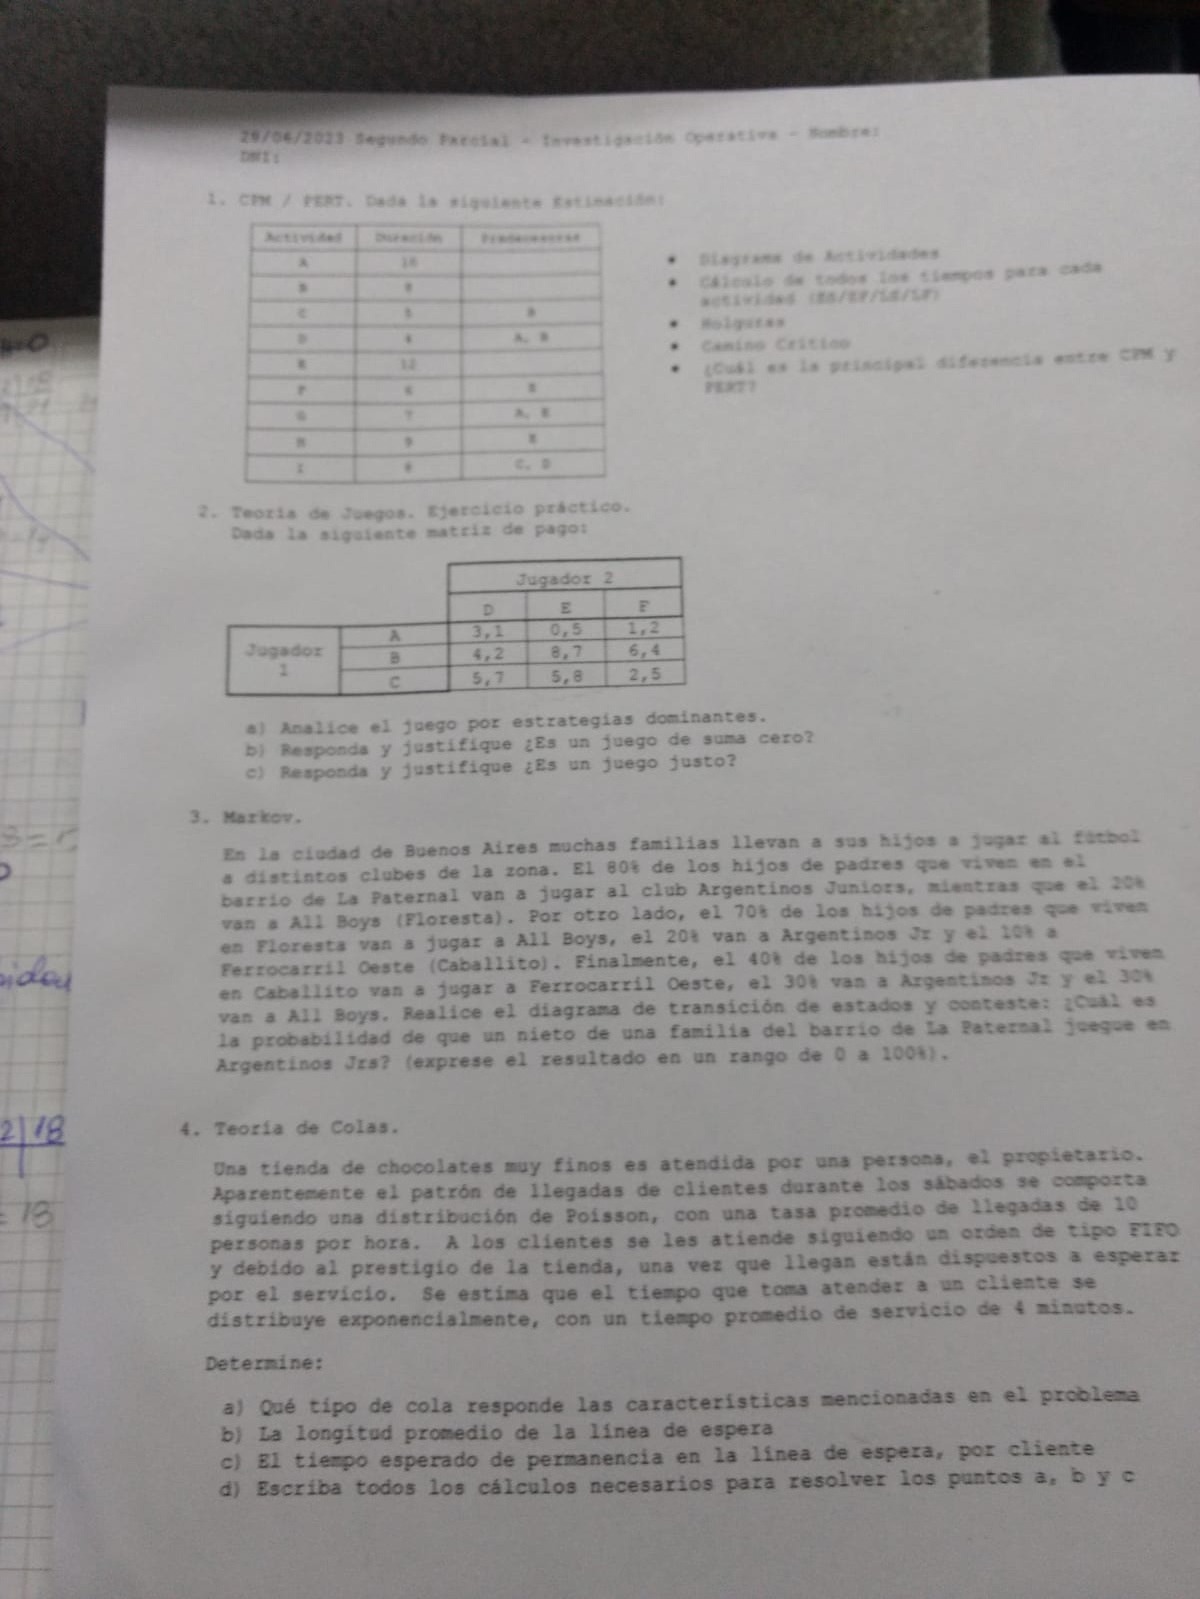 28/06/2023 Segundo Parcial - Investigación Operativa - Nombre:
DNI:
1. CPM / PERT. Dada la siguiente Estimación:
Actividad Duración Predecesoras
A
B
C B
D A, B
E 12
F E
G 7 A, E
H 9 E
I C, D
• Diagrama de Actividades
• Cálculo de todos los tiempos para cada
actividad (ES/EF/LS/LF)
• Holguras
• Camino Crítico
• ¿Cuál es la principal diferencia entre CPM y
PERT?
2. Teoría de Juegos. Ejercicio práctico.
Dada la siguiente matriz de pago:
Jugador 2
D E F
Jugador 1
A 3,1 0,5 1,2
B 4,2 8,7 6,4
C 5,7 5,8 2,5
a) Analice el juego por estrategias dominantes.
b) Responda y justifique ¿Es un juego de suma cero?
c) Responda y justifique ¿Es un juego justo?
3. Markov.
En la ciudad de Buenos Aires muchas familias llevan a sus hijos a jugar al fútbol
a distintos clubes de la zona. El 80% de los hijos de padres que viven en el
barrio de La Paternal van a jugar al club Argentinos Juniors, mientras que el 20%
van a All Boys (Floresta). Por otro lado, el 70% de los hijos de padres que viven
en Floresta van a jugar a All Boys, el 20% van a Argentinos Jr y el 10% a
Ferrocarril Oeste (Caballito). Finalmente, el 40% de los hijos de padres que viven
en Caballito van a jugar a Ferrocarril Oeste, el 30% van a Argentinos Jr y el 30%
van a All Boys. Realice el diagrama de transición de estados y conteste: ¿Cuál es
la probabilidad de que un nieto de una familia del barrio de La Paternal juegue en
Argentinos Jrs? (exprese el resultado en un rango de 0 a 100%).
4. Teoría de Colas.
Una tienda de chocolates muy finos es atendida por una persona, el propietario.
Aparentemente el patrón de llegadas de clientes durante los sábados se comporta
siguiendo una distribución de Poisson, con una tasa promedio de llegadas de 10
personas por hora. A los clientes se les atiende siguiendo un orden de tipo FIFO
y debido al prestigio de la tienda, una vez que llegan están dispuestos a esperar
por el servicio. Se estima que el tiempo que toma atender a un cliente se
distribuye exponencialmente, con un tiempo promedio de servicio de 4 minutos.
Determine:
a) Qué tipo de cola responde las características mencionadas en el problema
b) La longitud promedio de la línea de espera
c) El tiempo esperado de permanencia en la línea de espera, por cliente
d) Escriba todos los cálculos necesarios para resolver los puntos a, b y c
2|18
= 18